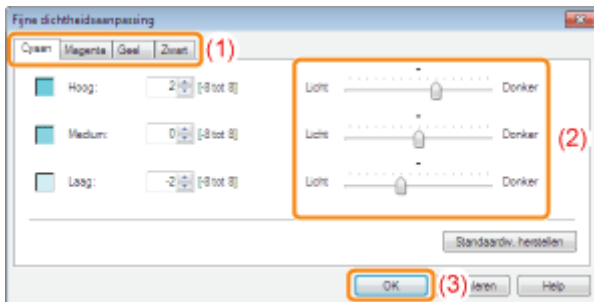 Fijne dichtheidsaanpassing
Cyaan Magenta Geel Zwart (1)
Hoog: 2 [-8 tot 8] Licht Donker
Medium: 0 [-8 tot 8] Licht Donker (2)
Laag: -2 [-8 tot 8] Licht Donker
Standaardw. herstellen
OK (3) leren Help